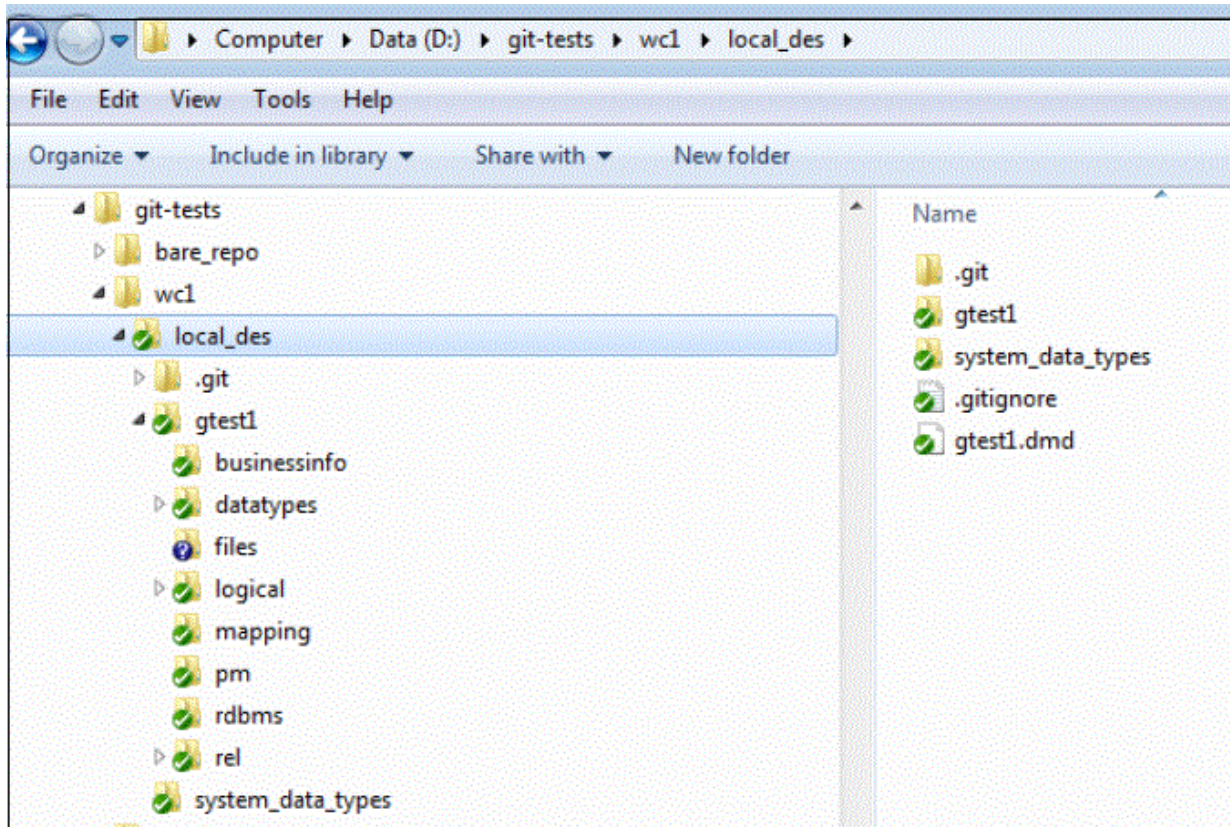 Computer Data (D:) git-tests wc1 local_des
File Edit View Tools Help
Organize Include in library Share with New folder
git-tests
bare_repo
wc1
local_des
.git
gtest1
businessinfo
datatypes
files
logical
mapping
pm
rdbms
rel
system_data_types
Name
.git
gtest1
system_data_types
.gitignore
gtest1.dmd